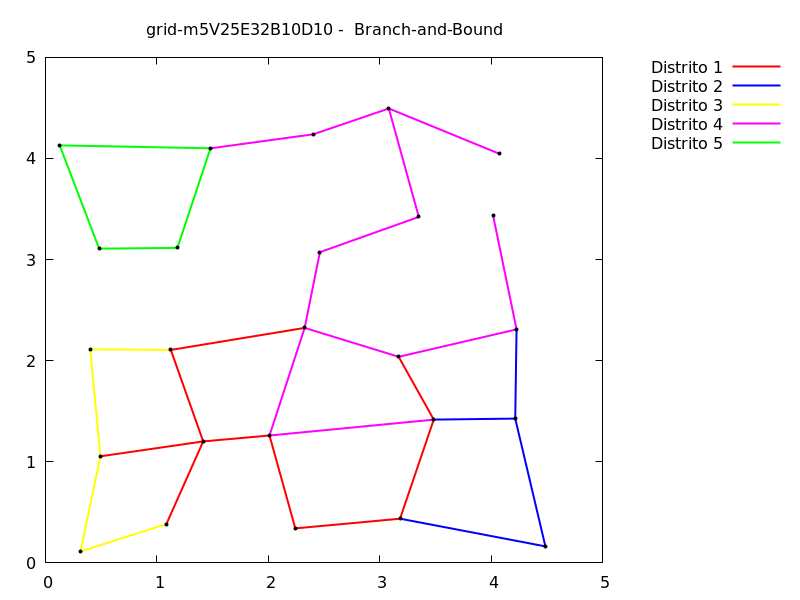 grid-m5V25E32B10D10 -  Branch-and-Bound
Distrito 1
Distrito 2
Distrito 3
Distrito 4
Distrito 5
5
4
3
2
1
0
0 1 2 3 4 5